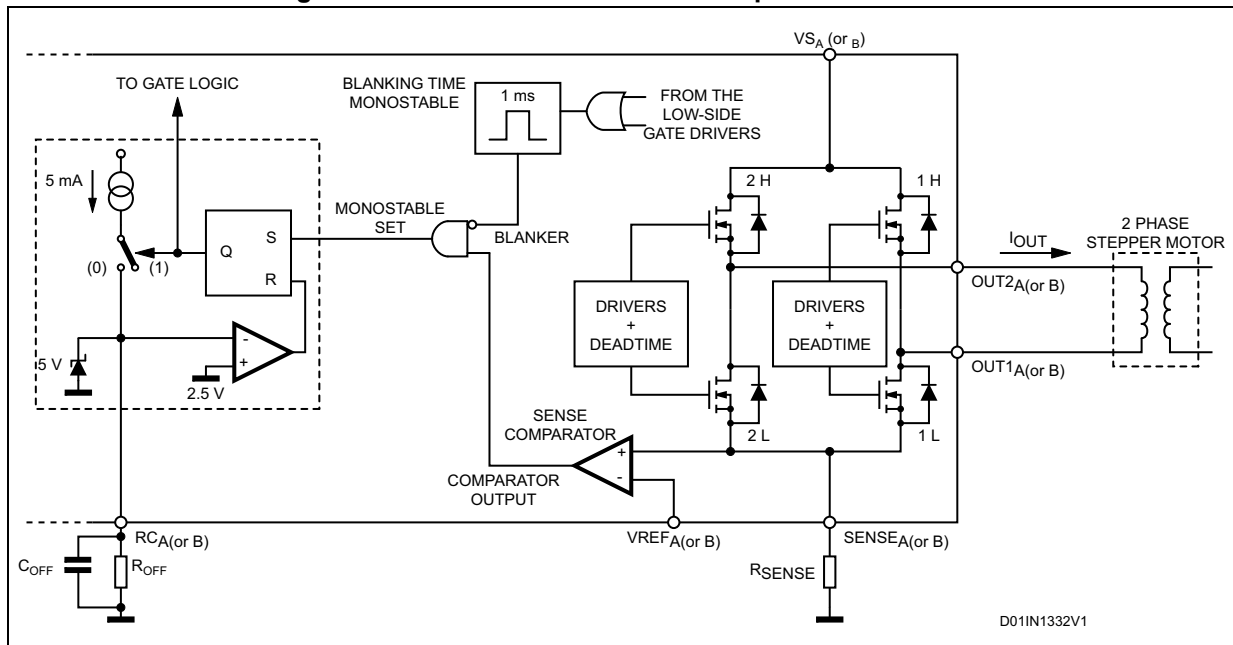 VSA (or B)
TO GATE LOGIC
BLANKING TIME
MONOSTABLE
1 ms
FROM THE
LOW-SIDE
GATE DRIVERS
5 mA
2 H
1 H
MONOSTABLE
SET
BLANKER
IOUT
2 PHASE
STEPPER MOTOR
Q
S
R
(0)
(1)
OUT2A(or B)
DRIVERS
+
DEADTIME
DRIVERS
+
DEADTIME
5 V
-
+
2.5 V
OUT1A(or B)
SENSE
COMPARATOR
2 L
1 L
+
-
COMPARATOR
OUTPUT
RCA(or B)
VREFA(or B)
SENSEA(or B)
COFF
ROFF
RSENSE
D01IN1332V1